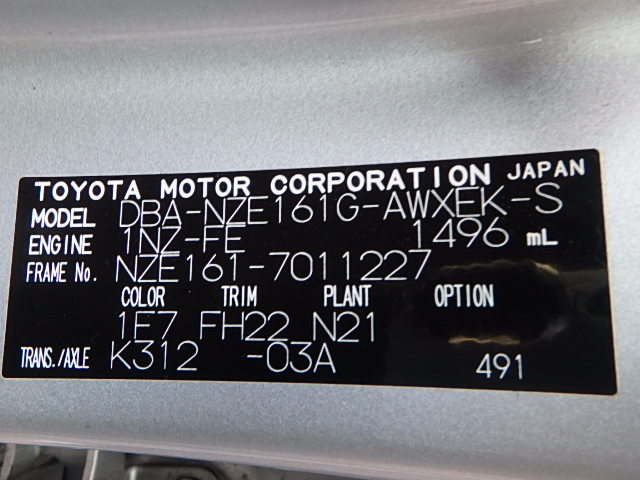 TOYOTA MOTOR CORPORATION JAPAN
MODEL DBA-NZE161G-AWXEK-S
ENGINE 1NZ-FE 1496 mL
FRAME No. NZE161-7011227
COLOR TRIM PLANT OPTION
1E7 FH22 N21
TRANS./AXLE K312 -03A 491